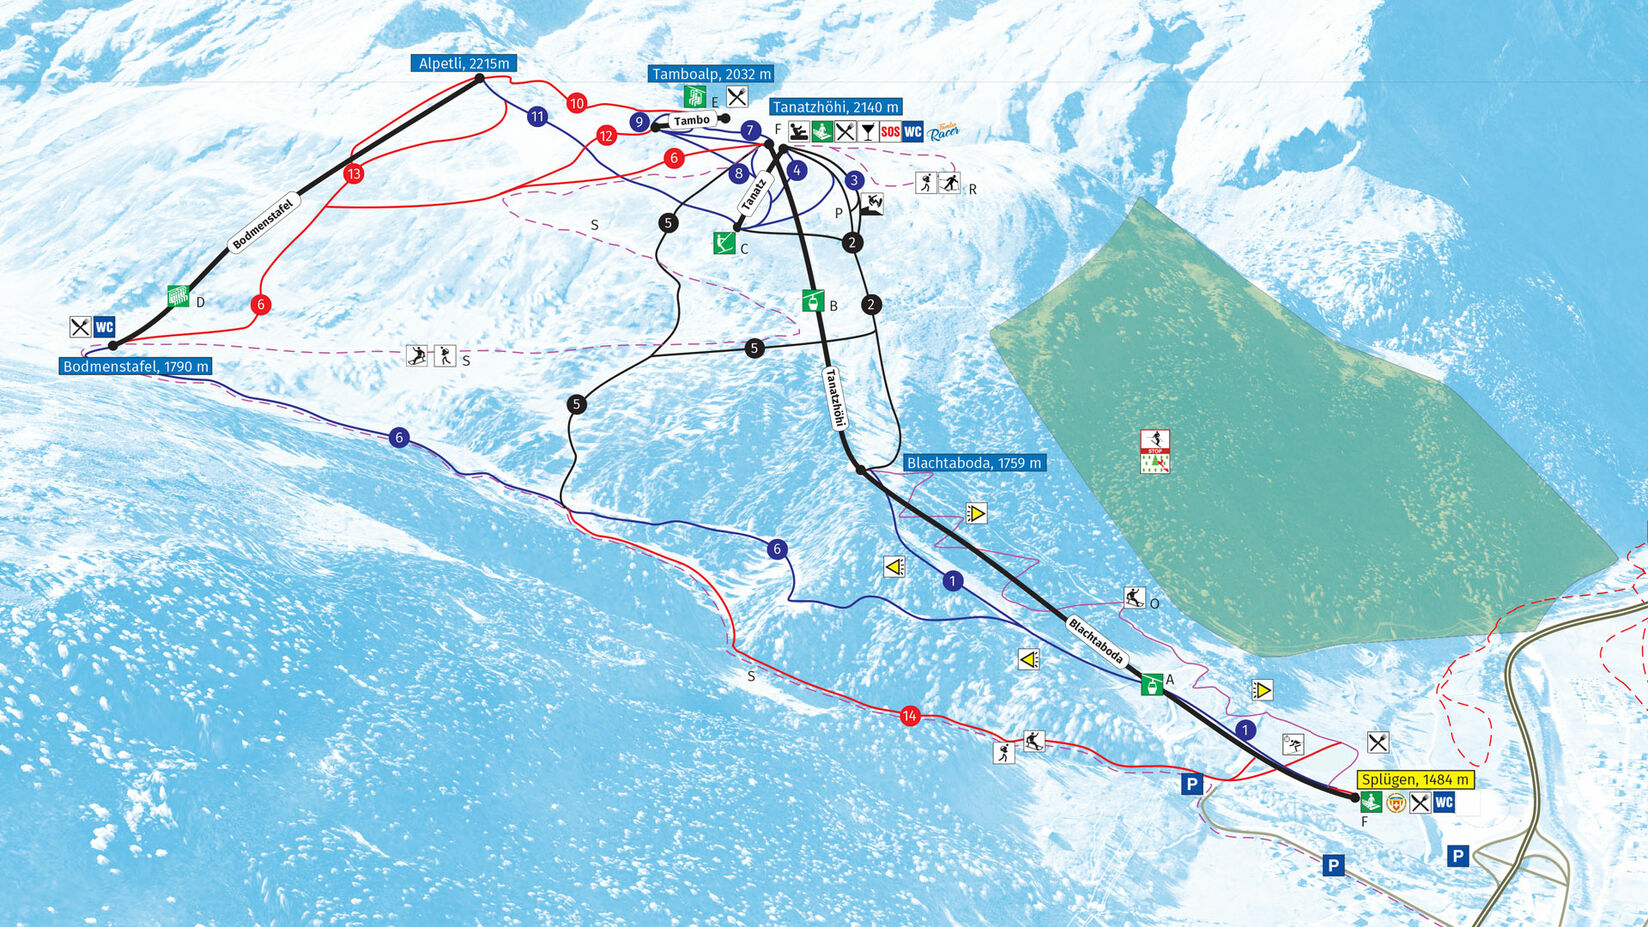 Alpetli, 2215m
Tamboalp, 2032 m
E
10
Tanatzhöhi, 2140 m
11
9
Tambo
7
F
SOS
WC
Tambo
Racer
12
6
13
8
4
3
R
Tanatz
P
Bodmenstafel
S
5
2
C
D
6
B
2
WC
5
S
Bodmenstafel, 1790 m
Tanatzhöhi
5
6
Blachtaboda, 1759 m
6
1
O
Blachtaboda
S
A
14
1
P
Splügen, 1484 m
WC
F
P
P
STOP